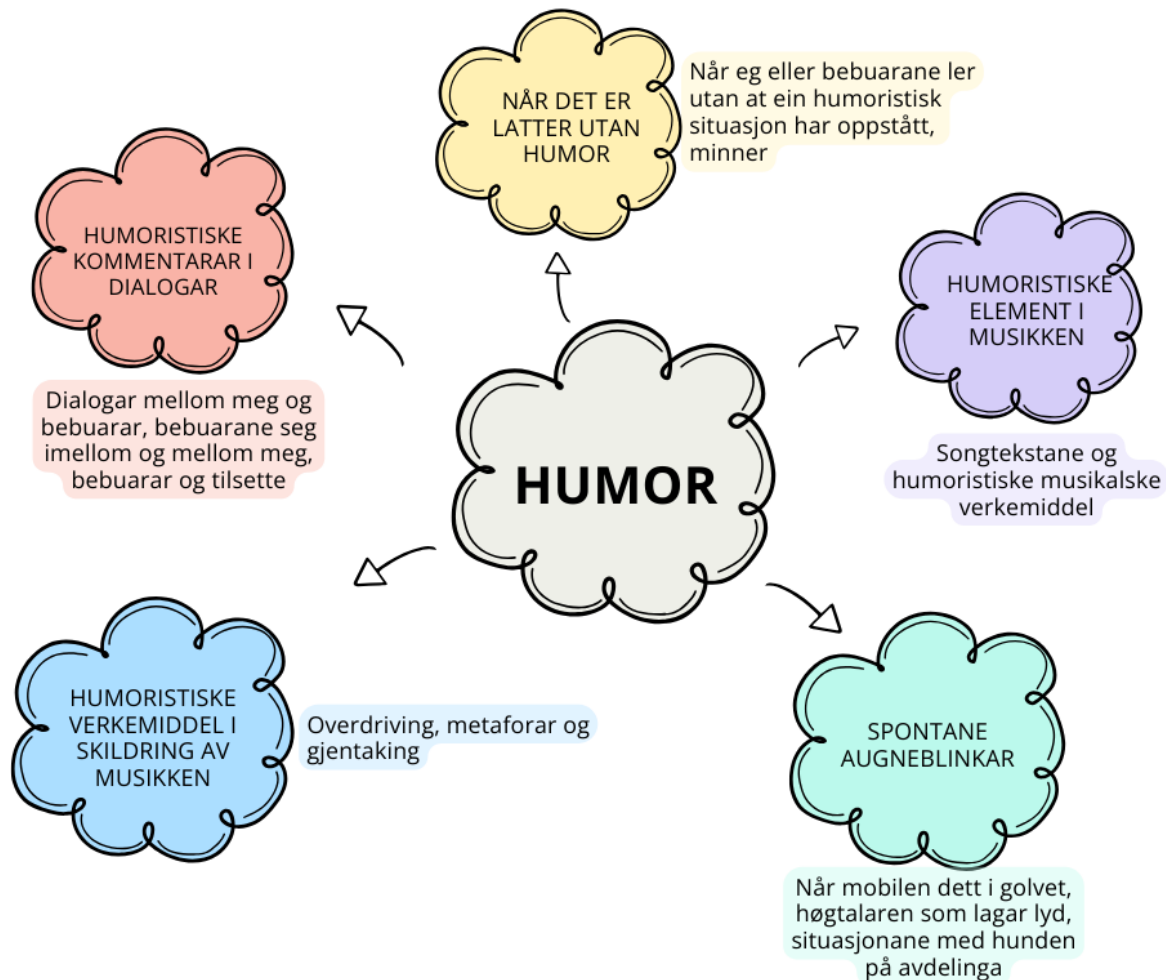 NÅR DET ER
LATTER UTAN
HUMOR
Når eg eller bebuarane ler
utan at ein humoristisk
situasjon har oppstått,
minner
HUMORISTISKE
KOMMENTARAR I
DIALOGAR
Dialogar mellom meg og
bebuarar, bebuarane seg
imellom og mellom meg,
bebuarar og tilsette
HUMORISTISKE
ELEMENT I
MUSIKKEN
Songtekstane og
humoristiske musikalske
verkemiddel
HUMOR
HUMORISTISKE
VERKEMIDDEL I
SKILDRING AV
MUSIKKEN
Overdriving, metaforar og
gjentaking
SPONTANE
AUGNEBLINKAR
Når mobilen dett i golvet,
høgtalaren som lagar lyd,
situasjonane med hunden
på avdelinga